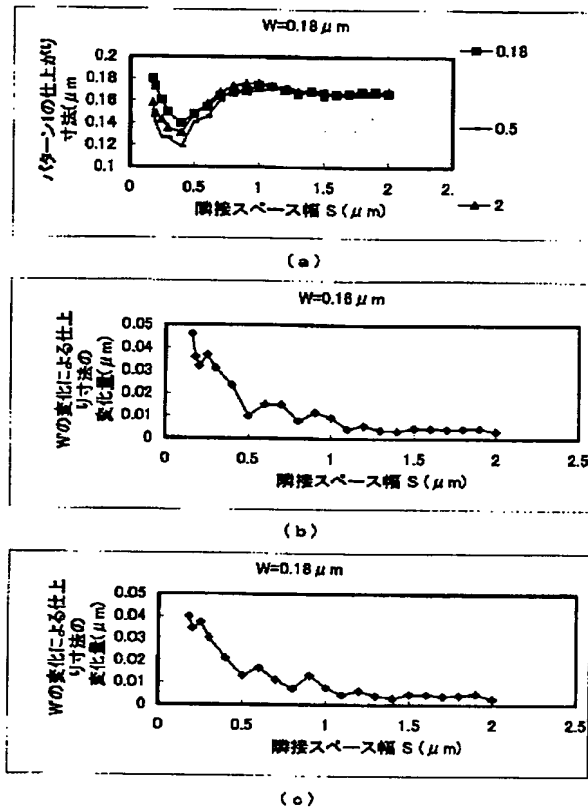 W=0.18μm
パターン1の仕上がり
寸法(μm
0.2
0.18
0.16
0.14
0.12
0.1
0
0.5
1
1.5
2
2.
隣接スペース幅 S(μm)
0.18
0.5
2
(a)
W=0.16μm
Wの変化による仕上
り寸法の
変化量(μm)
0.05
0.04
0.03
0.02
0.01
0
0
0.5
1
1.5
2
2.5
隣接スペース幅 S(μm)
(b)
W=0.18μm
Wの変化による仕上
り寸法の
変化量(μm)
0.05
0.04
0.03
0.02
0.01
0
0
0.5
1
1.5
2
2.5
隣接スペース幅 S(μm)
(c)